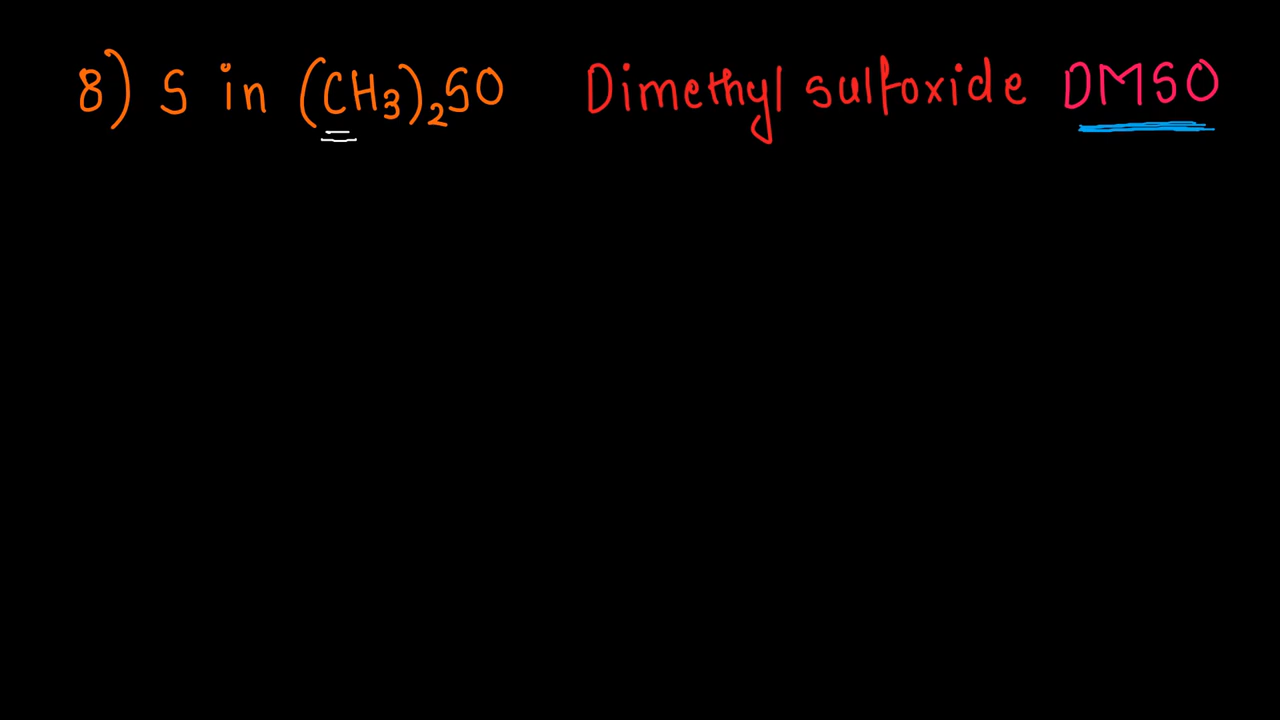 8) S in (CH₃)₂SO Dimethyl sulfoxide DMSO